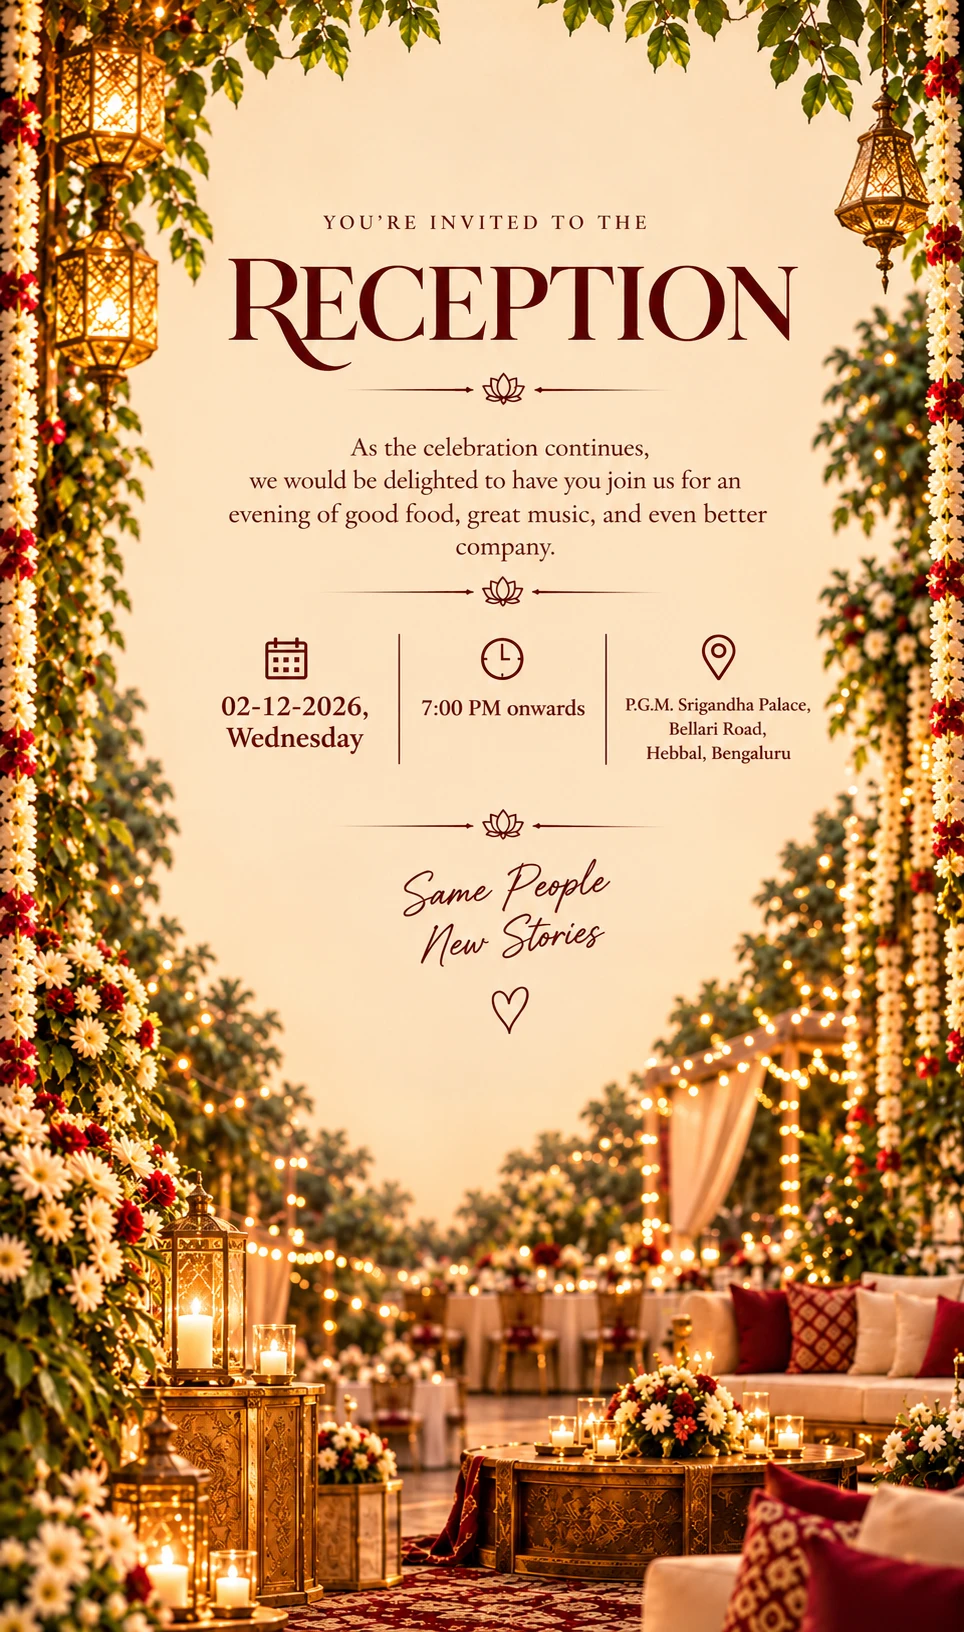 YOU'RE INVITED TO THE
RECEPTION
As the celebration continues,
we would be delighted to have you join us for an
evening of good food, great music, and even better
company.
02-12-2026,
Wednesday
7:00 PM onwards
P.G.M. Srigandha Palace,
Bellari Road,
Hebbal, Bengaluru
Same People
New Stories